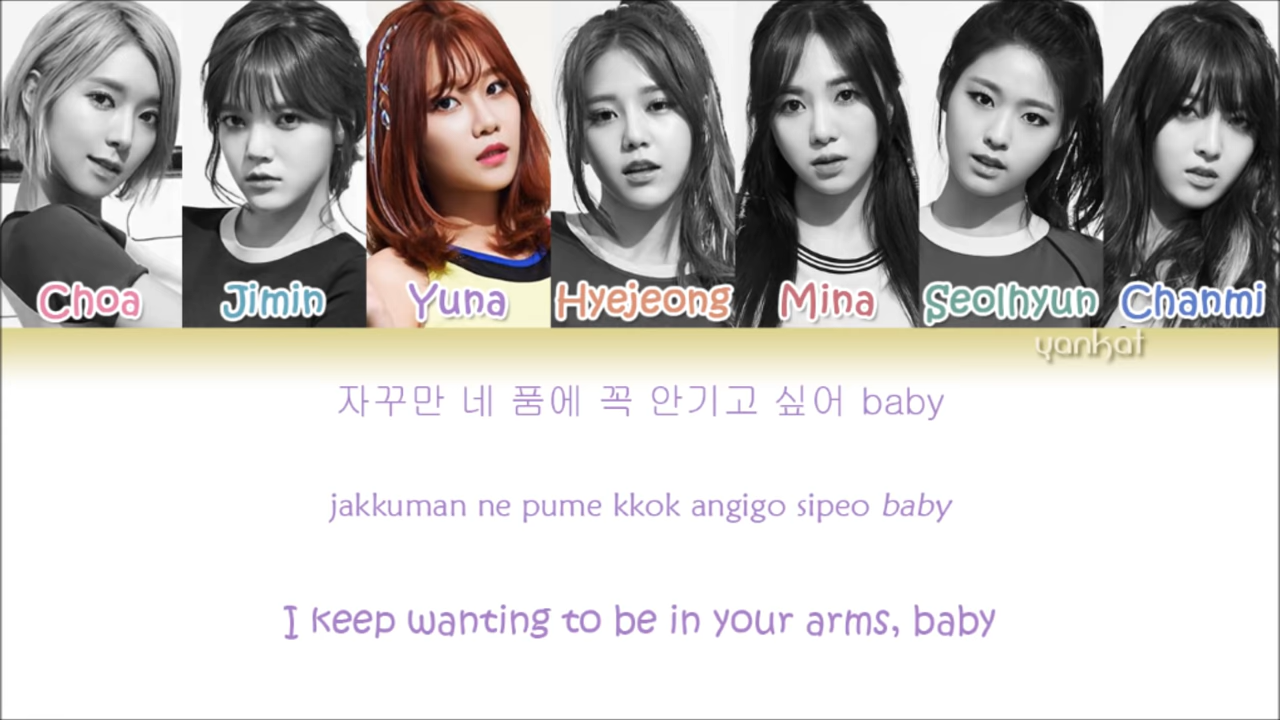 Choa Jimin Yuna Hyejeong Mina Seolhyun Chanmi
yankat
자꾸만 네 품에 꼭 안기고 싶어 baby
jakkuman ne pume kkok angigo sipeo baby
I keep wanting to be in your arms, baby